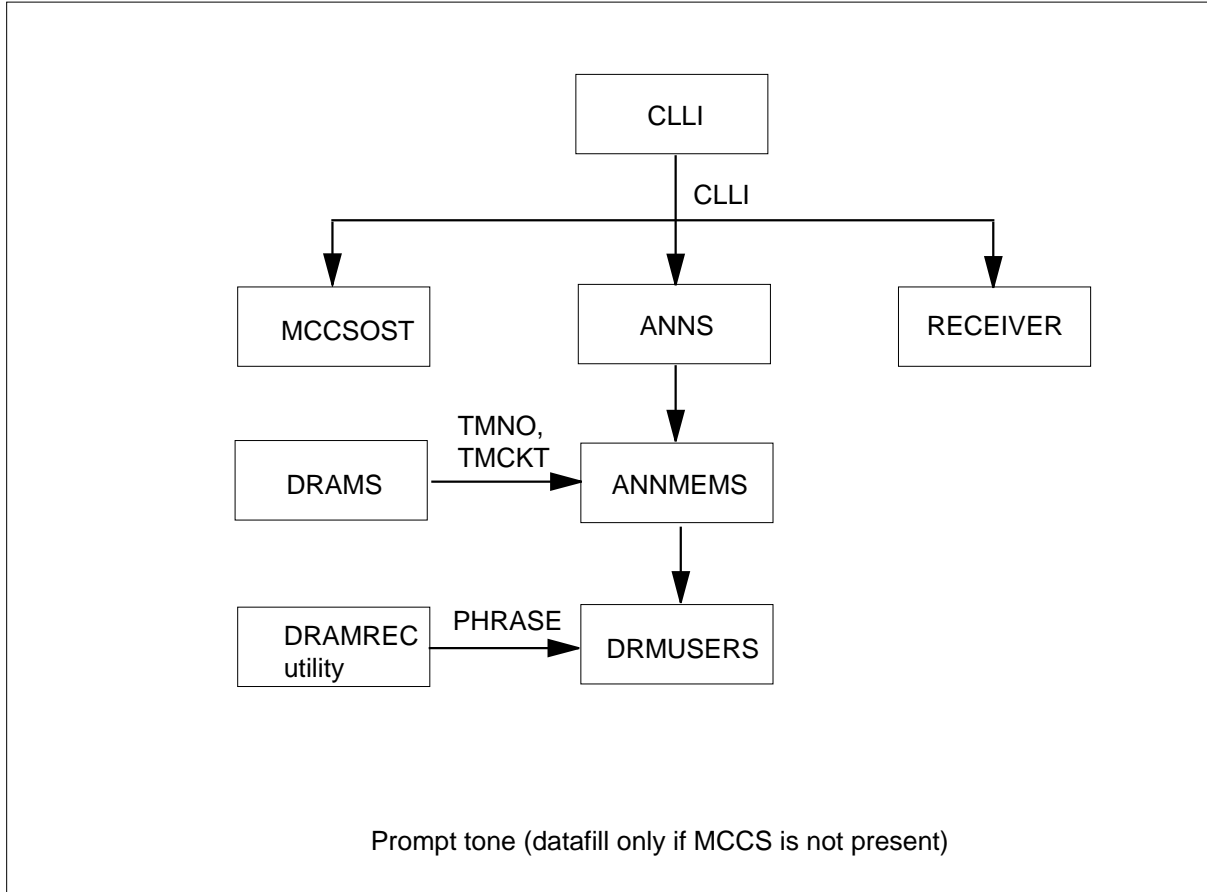 CLLI
CLLI
MCCSOST
ANNS
RECEIVER
TMNO,
TMCKT
DRAMS
ANNMEMS
PHRASE
DRAMREC
utility
DRMUSERS
Prompt tone (datafill only if MCCS is not present)